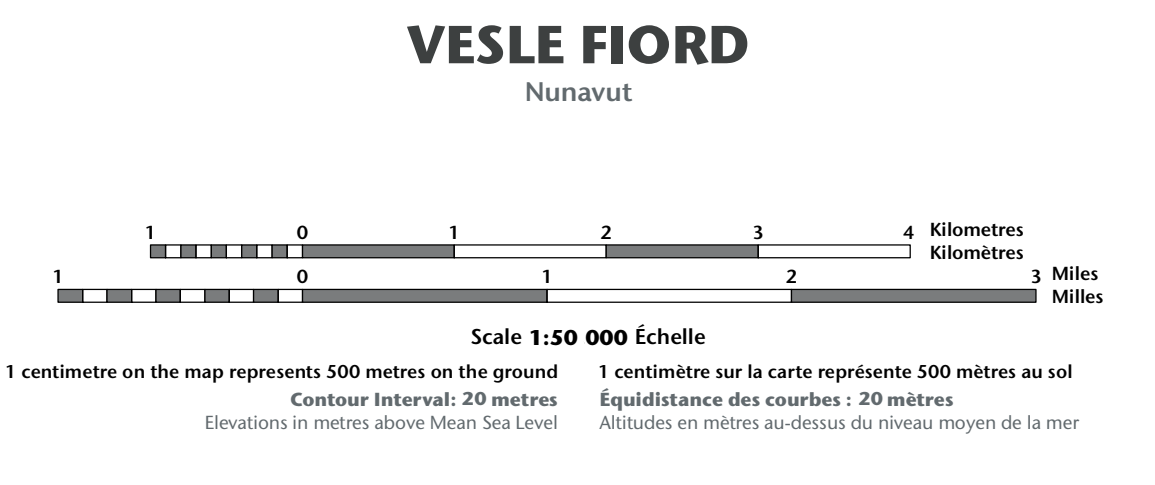 VESLE FIORD
Nunavut
1 0 1 2 3 4 Kilometres
Kilomètres
1 0 1 2 3 Miles
Milles
Scale 1:50 000 Échelle
1 centimetre on the map represents 500 metres on the ground
Contour Interval: 20 metres
Elevations in metres above Mean Sea Level
1 centimètre sur la carte représente 500 mètres au sol
Équidistance des courbes : 20 mètres
Altitudes en mètres au-dessus du niveau moyen de la mer